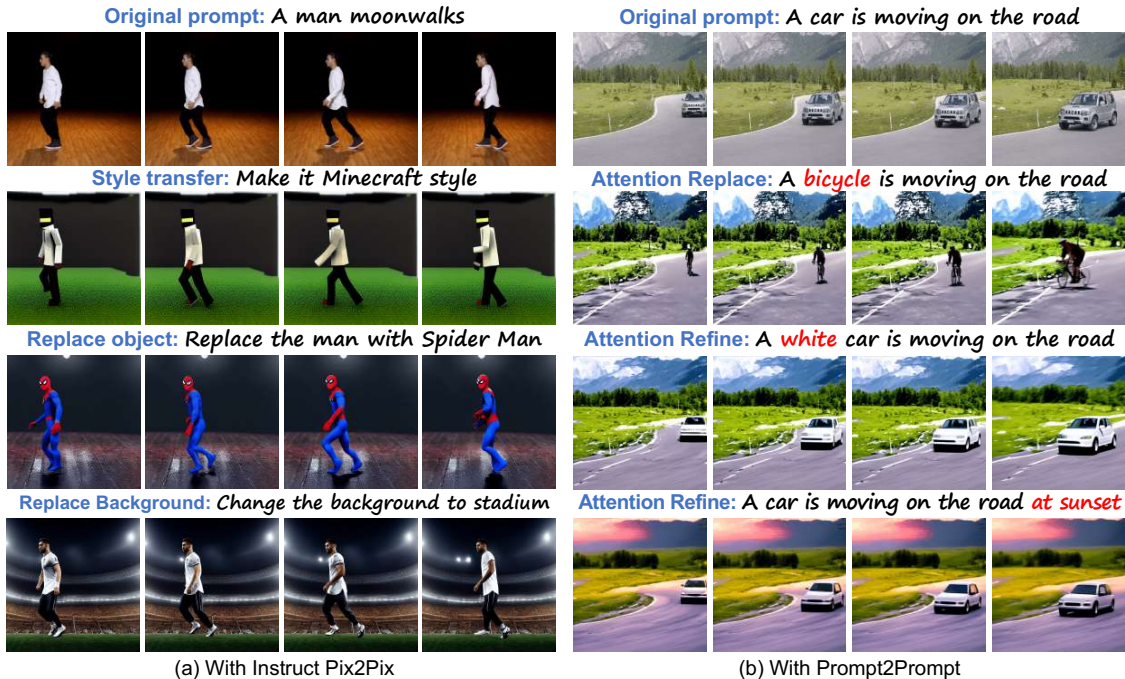 Original prompt: A man moonwalks
Style transfer: Make it Minecraft style
Replace object: Replace the man with Spider Man
Replace Background: Change the background to stadium
(a) With Instruct Pix2Pix
Original prompt: A car is moving on the road
Attention Replace: A bicycle is moving on the road
Attention Refine: A white car is moving on the road
Attention Refine: A car is moving on the road at sunset
(b) With Prompt2Prompt